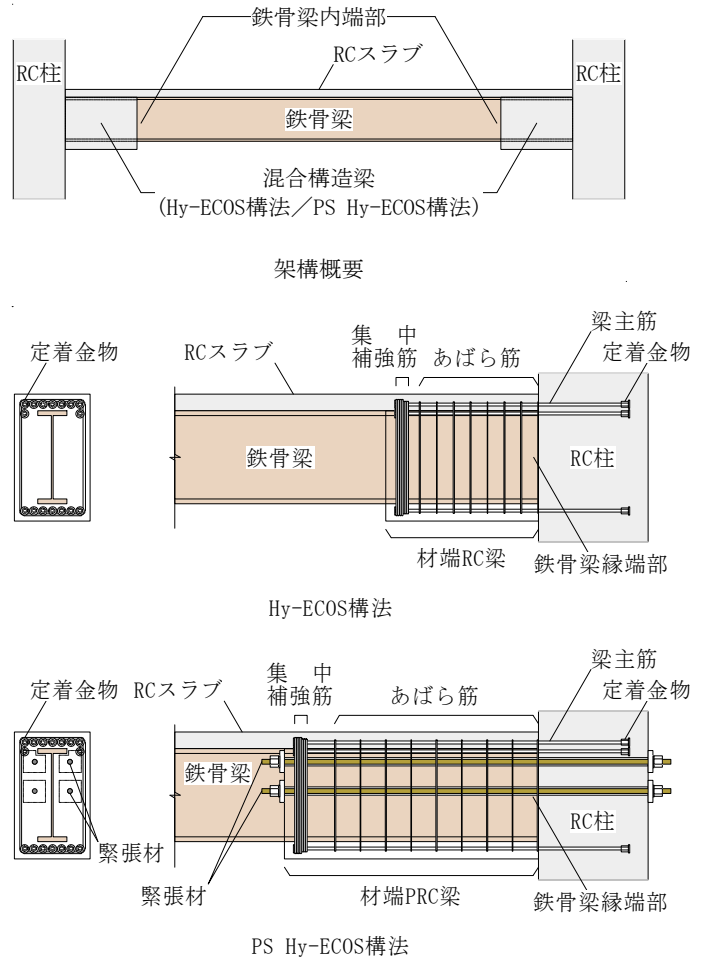 鉄骨梁内端部
RCスラブ
RC柱
RC柱
鉄骨梁
混合構造梁
(Hy-ECOS構法／PS Hy-ECOS構法)
架構概要
梁主筋
集 中
補強筋
あばら筋
定着金物
定着金物
RCスラブ
鉄骨梁
RC柱
材端RC梁
鉄骨梁縁端部
Hy-ECOS構法
梁主筋
集 中
補強筋
あばら筋
定着金物
定着金物
RCスラブ
鉄骨梁
RC柱
緊張材
緊張材
材端PRC梁
鉄骨梁縁端部
PS Hy-ECOS構法